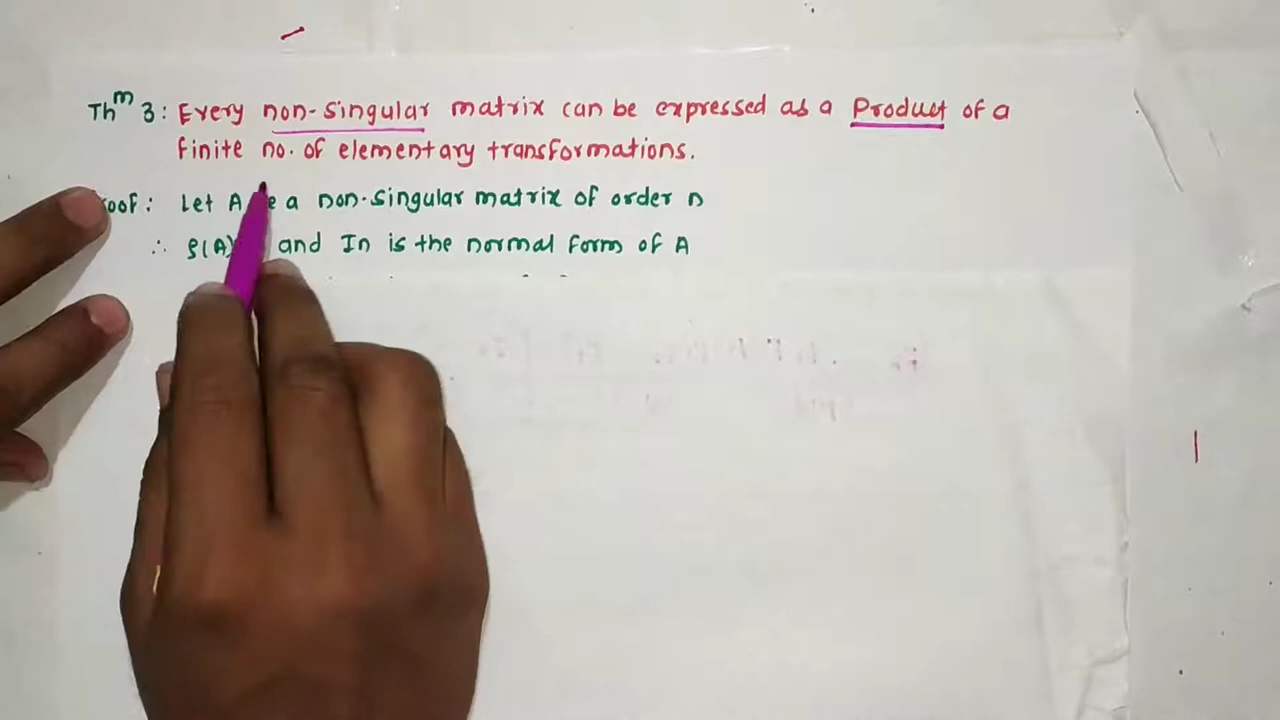 Thm 3: Every non-singular matrix can be expressed as a Product of a
finite no. of elementary transformations.
oof: Let A e a non-singular matrix of order n
∴ ρ(A) and In is the normal form of A